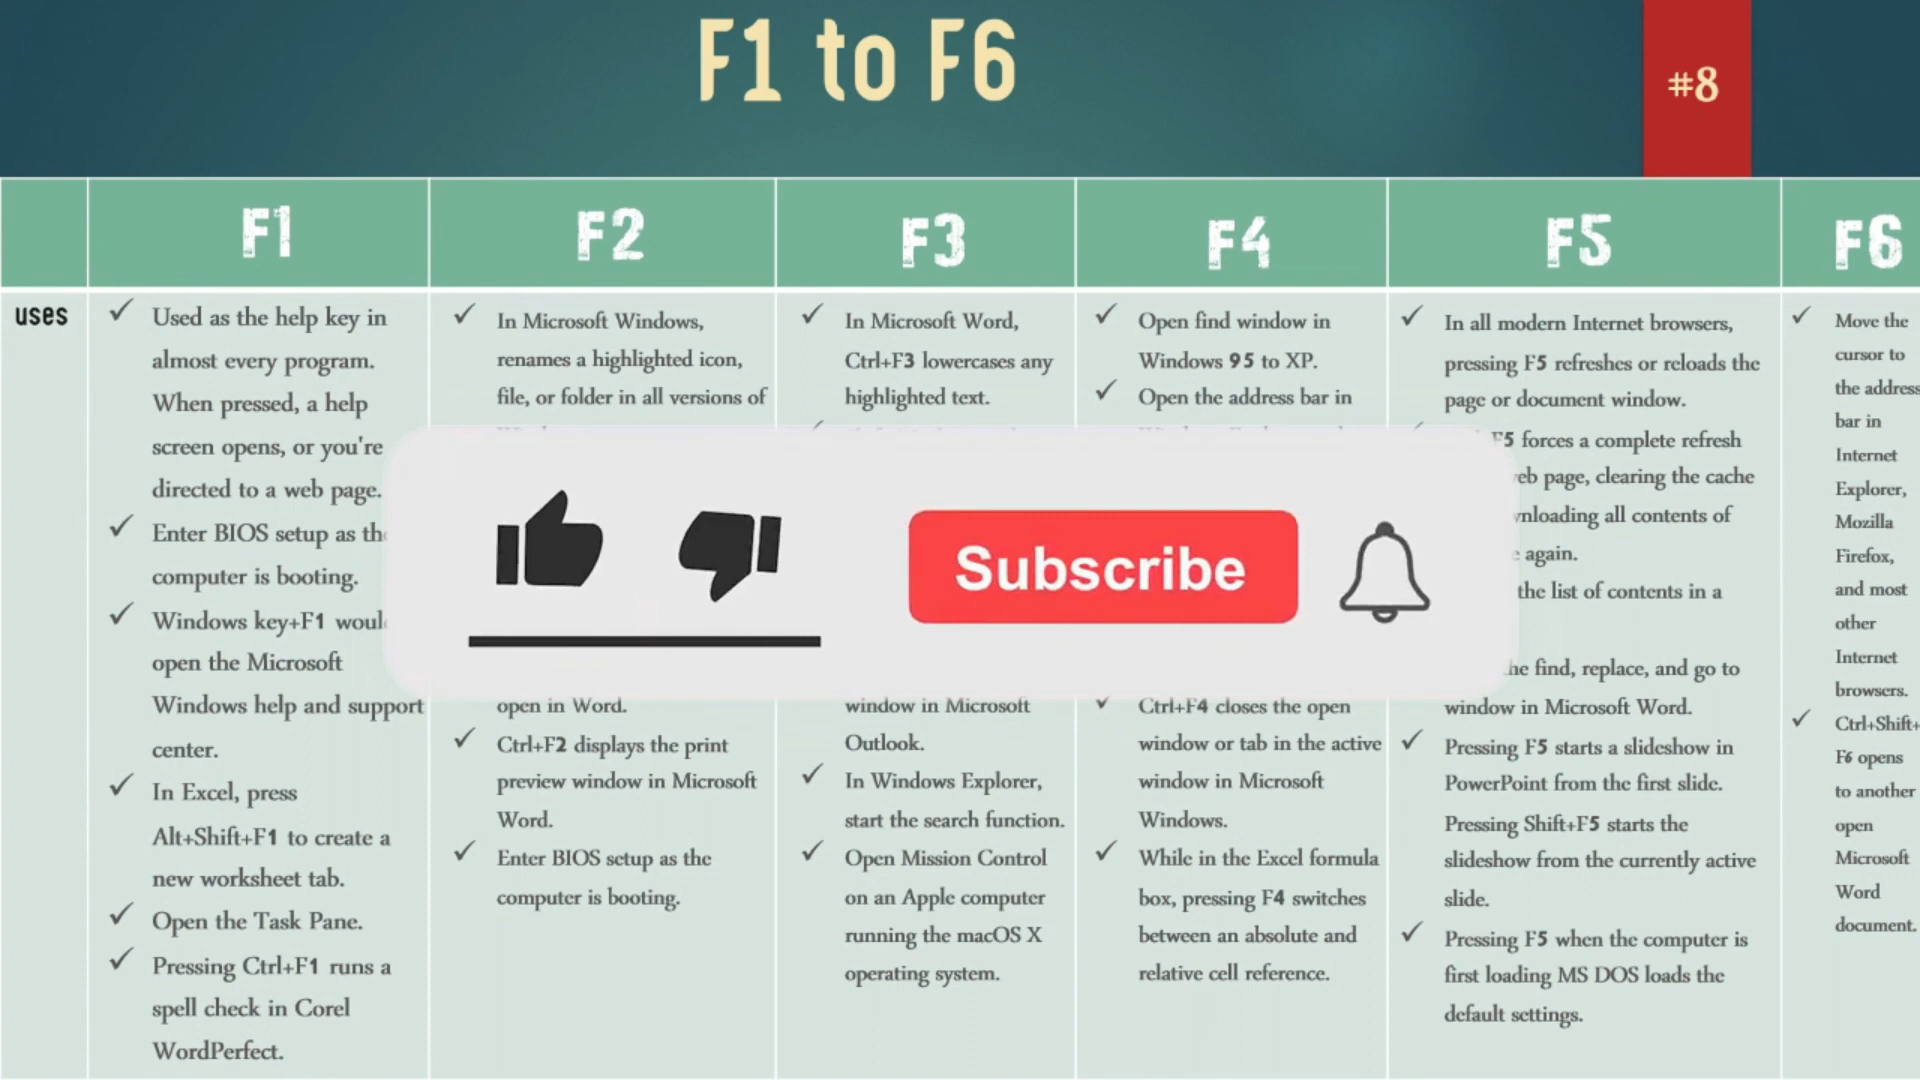 F1 to F6
#8
F1
F2
F3
F4
F5
F6
uses
Used as the help key in
almost every program.
When pressed, a help
screen opens, or you're
directed to a web page.
Enter BIOS setup as the
computer is booting.
Windows key+F1 would
open the Microsoft
Windows help and support
center.
In Excel, press
Alt+Shift+F1 to create a
new worksheet tab.
Open the Task Pane.
Pressing Ctrl+F1 runs a
spell check in Corel
WordPerfect.
In Microsoft Windows,
renames a highlighted icon,
file, or folder in all versions of
open in Word.
Ctrl+F2 displays the print
preview window in Microsoft
Word.
Enter BIOS setup as the
computer is booting.
In Microsoft Word,
Ctrl+F3 lowercases any
highlighted text.
window in Microsoft
Outlook.
In Windows Explorer,
start the search function.
Open Mission Control
on an Apple computer
running the macOS X
operating system.
Open find window in
Windows 95 to XP.
Open the address bar in
Ctrl+F4 closes the open
window or tab in the active
window in Microsoft
Windows.
While in the Excel formula
box, pressing F4 switches
between an absolute and
relative cell reference.
In all modern Internet browsers,
pressing F5 refreshes or reloads the
page or document window.
F5 forces a complete refresh
page, clearing the cache
all contents of
again.
the list of contents in a
find, replace, and go to
window in Microsoft Word.
Pressing F5 starts a slideshow in
PowerPoint from the first slide.
Pressing Shift+F5 starts the
slideshow from the currently active
slide.
Pressing F5 when the computer is
first loading MS DOS loads the
default settings.
Move the
cursor to
the address
bar in
Internet
Explorer,
Mozilla
Firefox,
and most
other
Internet
browsers.
Ctrl+Shift+
F6 opens
to another
open
Microsoft
Word
document.
Subscribe